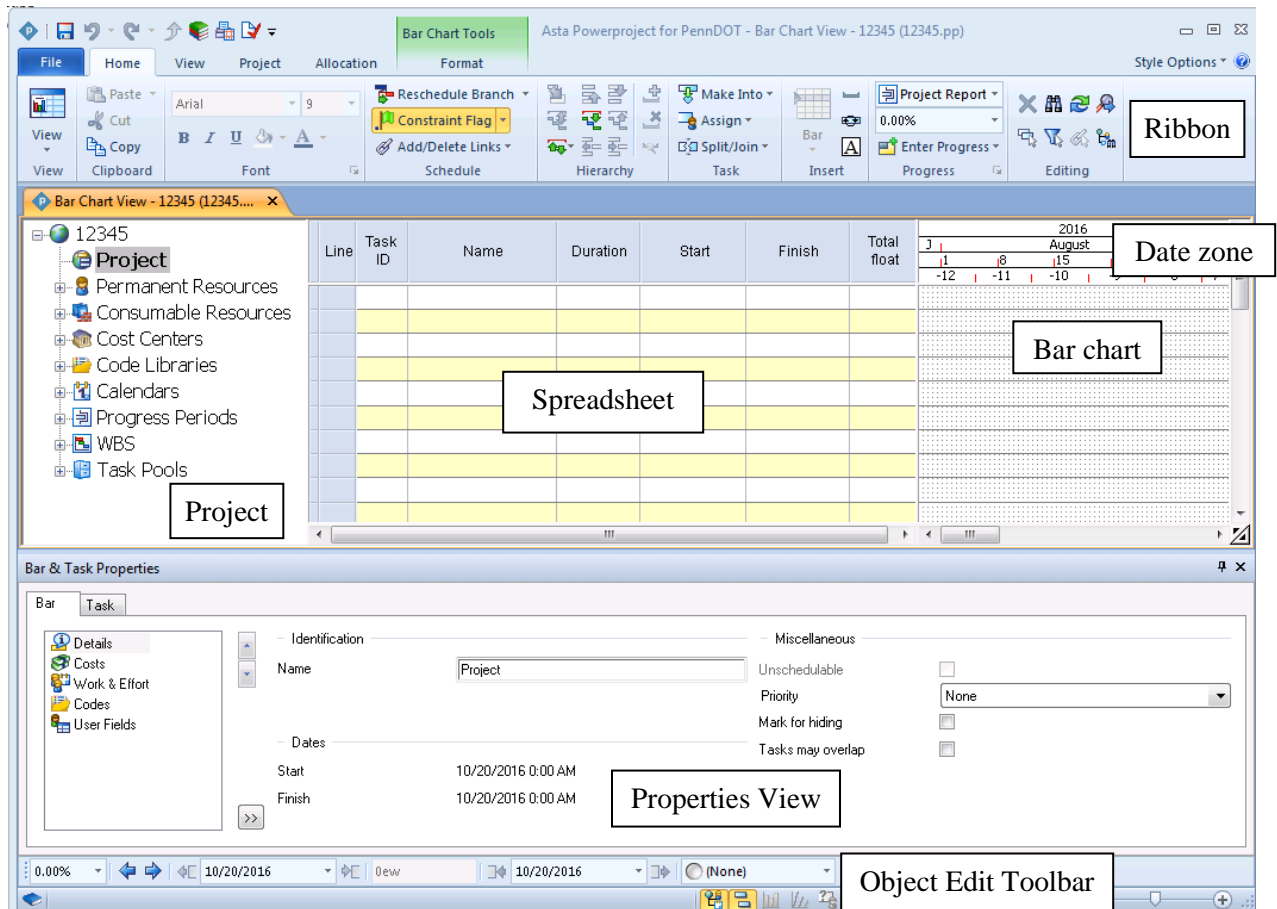 Bar Chart Tools
Asta Powerproject for PennDOT - Bar Chart View - 12345 (12345.pp)
File Home View Project Allocation Format Style Options
Paste
Cut
Copy
View
Arial 9
B I U A
Reschedule Branch
Constraint Flag
Add/Delete Links
Make Into
Assign
Split/Join
Bar
A
Project Report
0.00%
Enter Progress
Ribbon
View Clipboard Font Schedule Hierarchy Task Insert Progress Editing
Bar Chart View - 12345 (12345....
12345
Project
Permanent Resources
Consumable Resources
Cost Centers
Code Libraries
Calendars
Progress Periods
WBS
Task Pools
Project
Line Task ID Name Duration Start Finish Total float
2016
J August
1 8 15
-12 -11 -10
Date zone
Bar chart
Spreadsheet
Bar & Task Properties
Bar Task
Details
Costs
Work & Effort
Codes
User Fields
>>
Identification
Name Project
Dates
Start 10/20/2016 0:00 AM
Finish 10/20/2016 0:00 AM
Miscellaneous
Unschedulable
Priority None
Mark for hiding
Tasks may overlap
Properties View
0.00% 10/20/2016 0ew 10/20/2016 (None)
Object Edit Toolbar